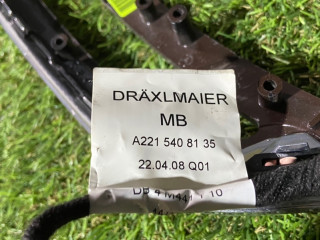 DRÄXLMAIER
MB
A221 540 81 35
22.04.08 Q01